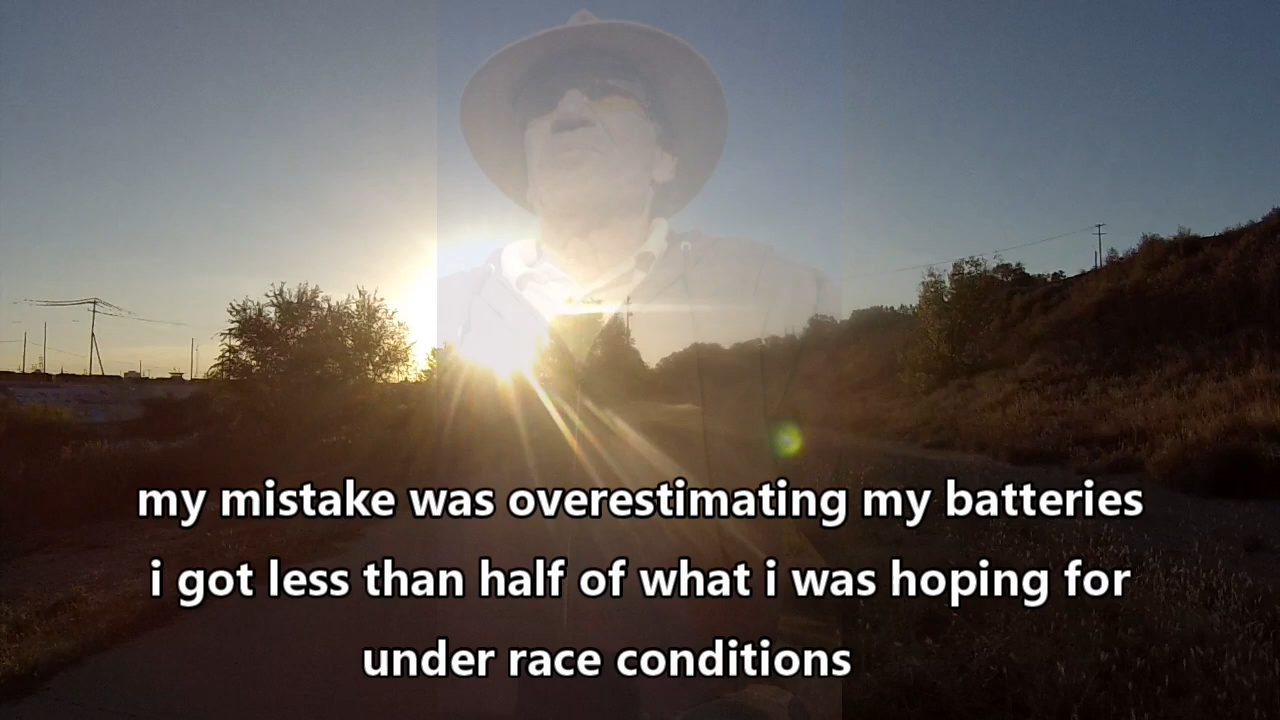 my mistake was overestimating my batteries
i got less than half of what i was hoping for
under race conditions